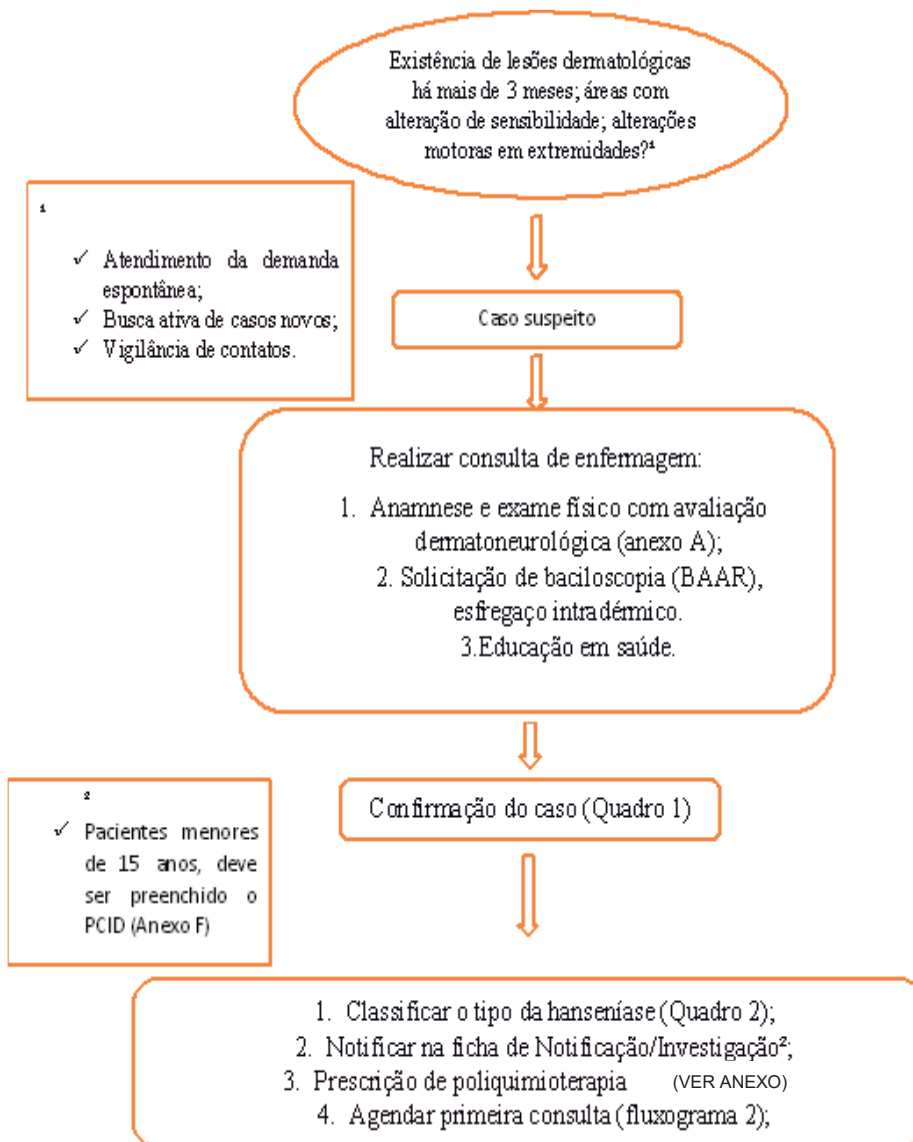 Existência de lesões dermatológicas
há mais de 3 meses; áreas com
alteração de sensibilidade; alterações
motoras em extremidades?¹
1
✓ Atendimento da demanda
espontânea;
✓ Busca ativa de casos novos;
✓ Vigilância de contatos.
Caso suspeito
Realizar consulta de enfermagem:
1. Anamnese e exame físico com avaliação
dermatoneurológica (anexo A);
2. Solicitação de baciloscopia (BAAR),
esfregaço intradérmico.
3.Educação em saúde.
Confirmação do caso (Quadro 1)
2
✓ Pacientes menores
de 15 anos, deve
ser preenchido o
PCID (Anexo F)
1. Classificar o tipo da hanseníase (Quadro 2);
2. Notificar na ficha de Notificação/Investigação²;
3. Prescrição de poliquimioterapia (VER ANEXO)
4. Agendar primeira consulta (fluxograma 2);